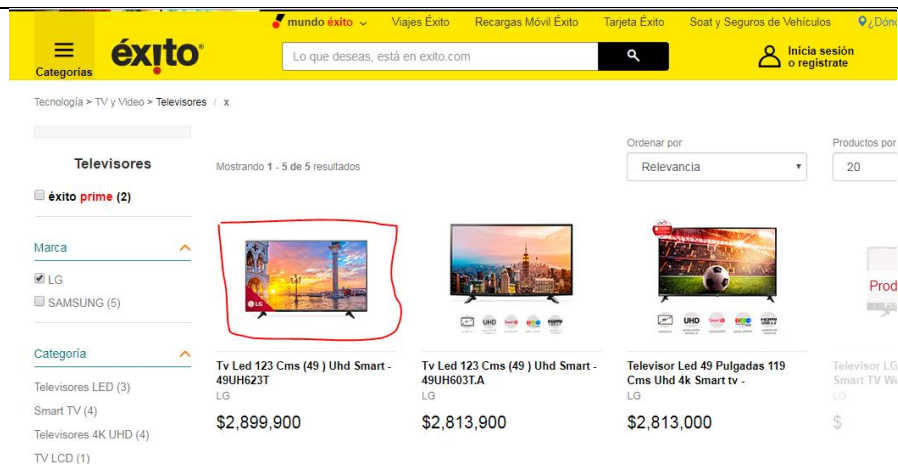 mundo éxito
Viajes Éxito
Recargas Móvil Éxito
Tarjeta Éxito
Soat y Seguros de Vehículos
¿Dónd
Categorías
éxito
Lo que deseas, está en exito.com
Inicia sesión
o registrate
Tecnología > TV y Video > Televisores / x
Televisores
éxito prime (2)
Marca
LG
SAMSUNG (5)
Categoría
Televisores LED (3)
Smart TV (4)
Televisores 4K UHD (4)
TV LCD (1)
Mostrando 1 - 5 de 5 resultados
Ordenar por
Relevancia
Productos por
20
LG
Tv Led 123 Cms (49 ) Uhd Smart -
49UH623T
LG
$2,899,900
UHD
Tv Led 123 Cms (49 ) Uhd Smart -
49UH603T.A
LG
$2,813,900
UHD
Televisor Led 49 Pulgadas 119
Cms Uhd 4k Smart tv -
LG
$2,813,000
Prod
Televisor LG
Smart TV We
LG
$